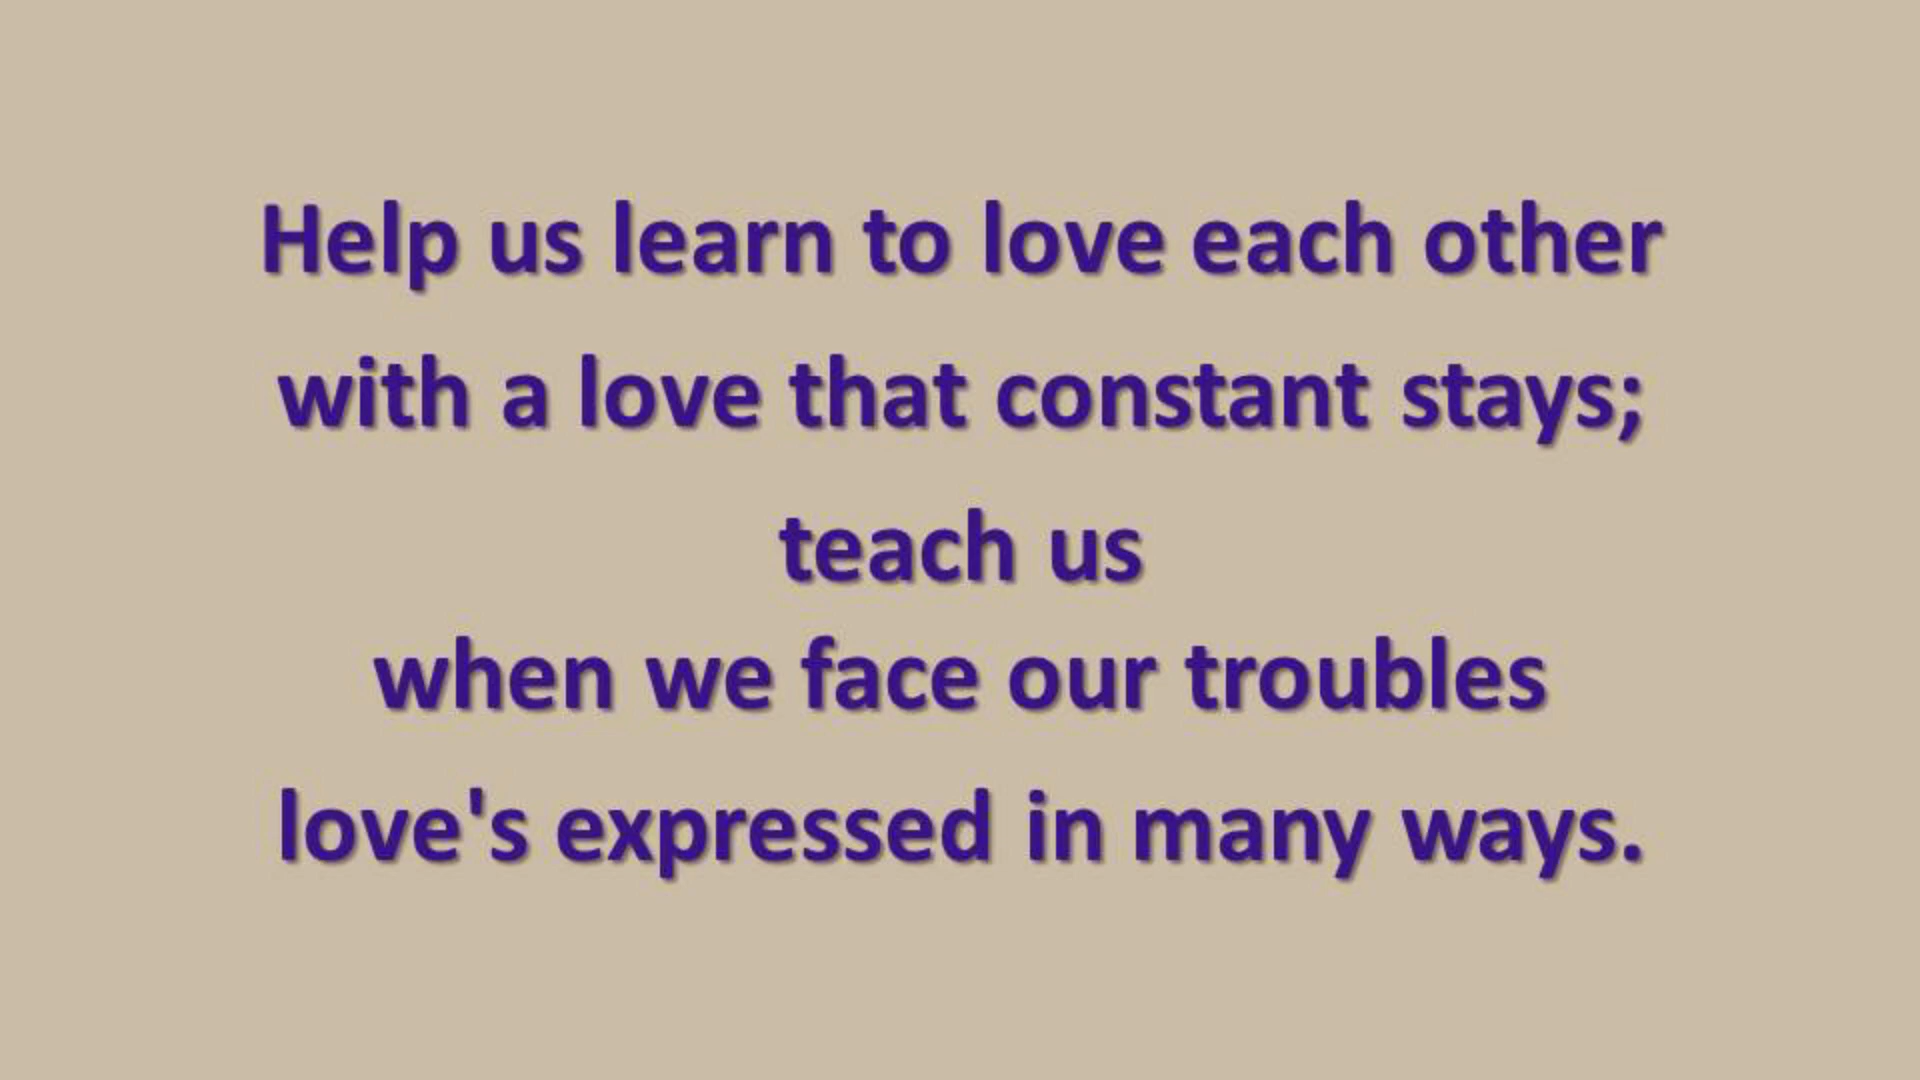 Help us learn to love each other
with a love that constant stays;
teach us
when we face our troubles
love's expressed in many ways.